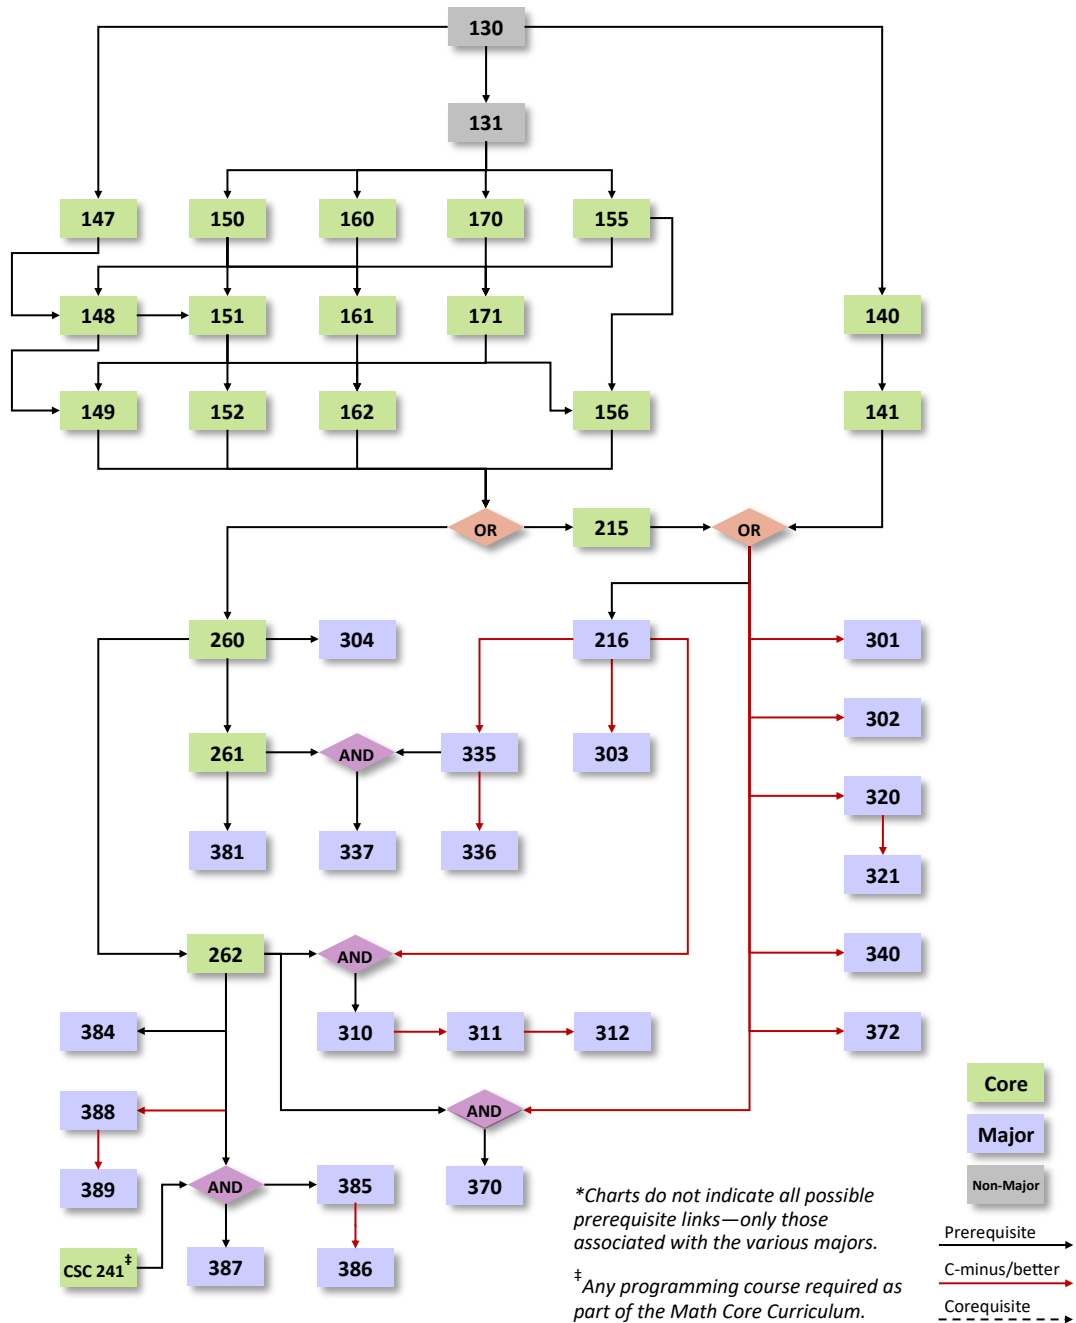 130
131
147
150
160
170
155
148
151
161
171
140
149
152
162
156
141
OR
215
OR
260
304
216
301
302
261
AND
335
303
320
381
337
336
321
262
AND
340
384
310
311
312
372
Core
388
AND
Major
389
AND
385
370
Non-Major
*Charts do not indicate all possible
prerequisite links—only those
associated with the various majors.
Prerequisite
CSC 241‡
387
386
C-minus/better
‡Any programming course required as
part of the Math Core Curriculum.
Corequisite